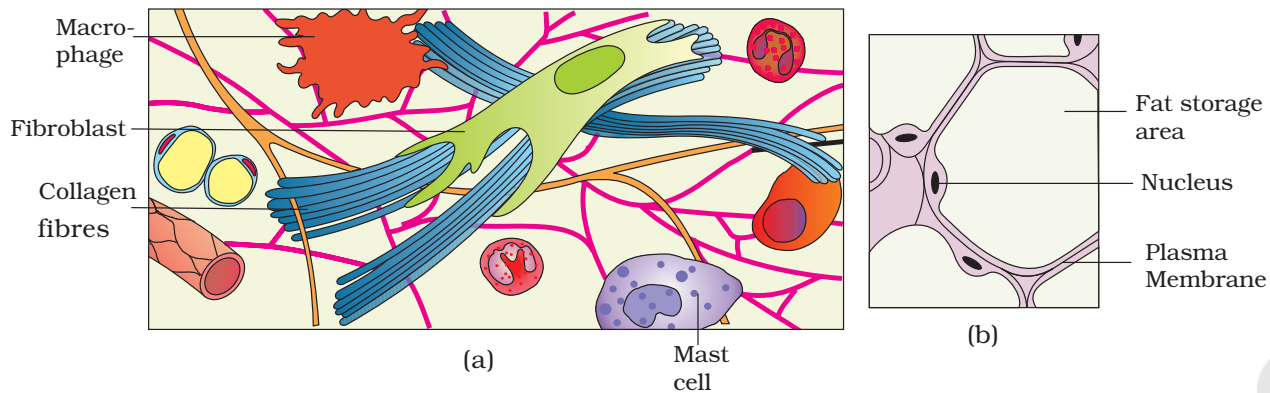 Macro-
phage
Fibroblast
Collagen
fibres
Mast
cell
(a)
Fat storage
area
Nucleus
Plasma
Membrane
(b)